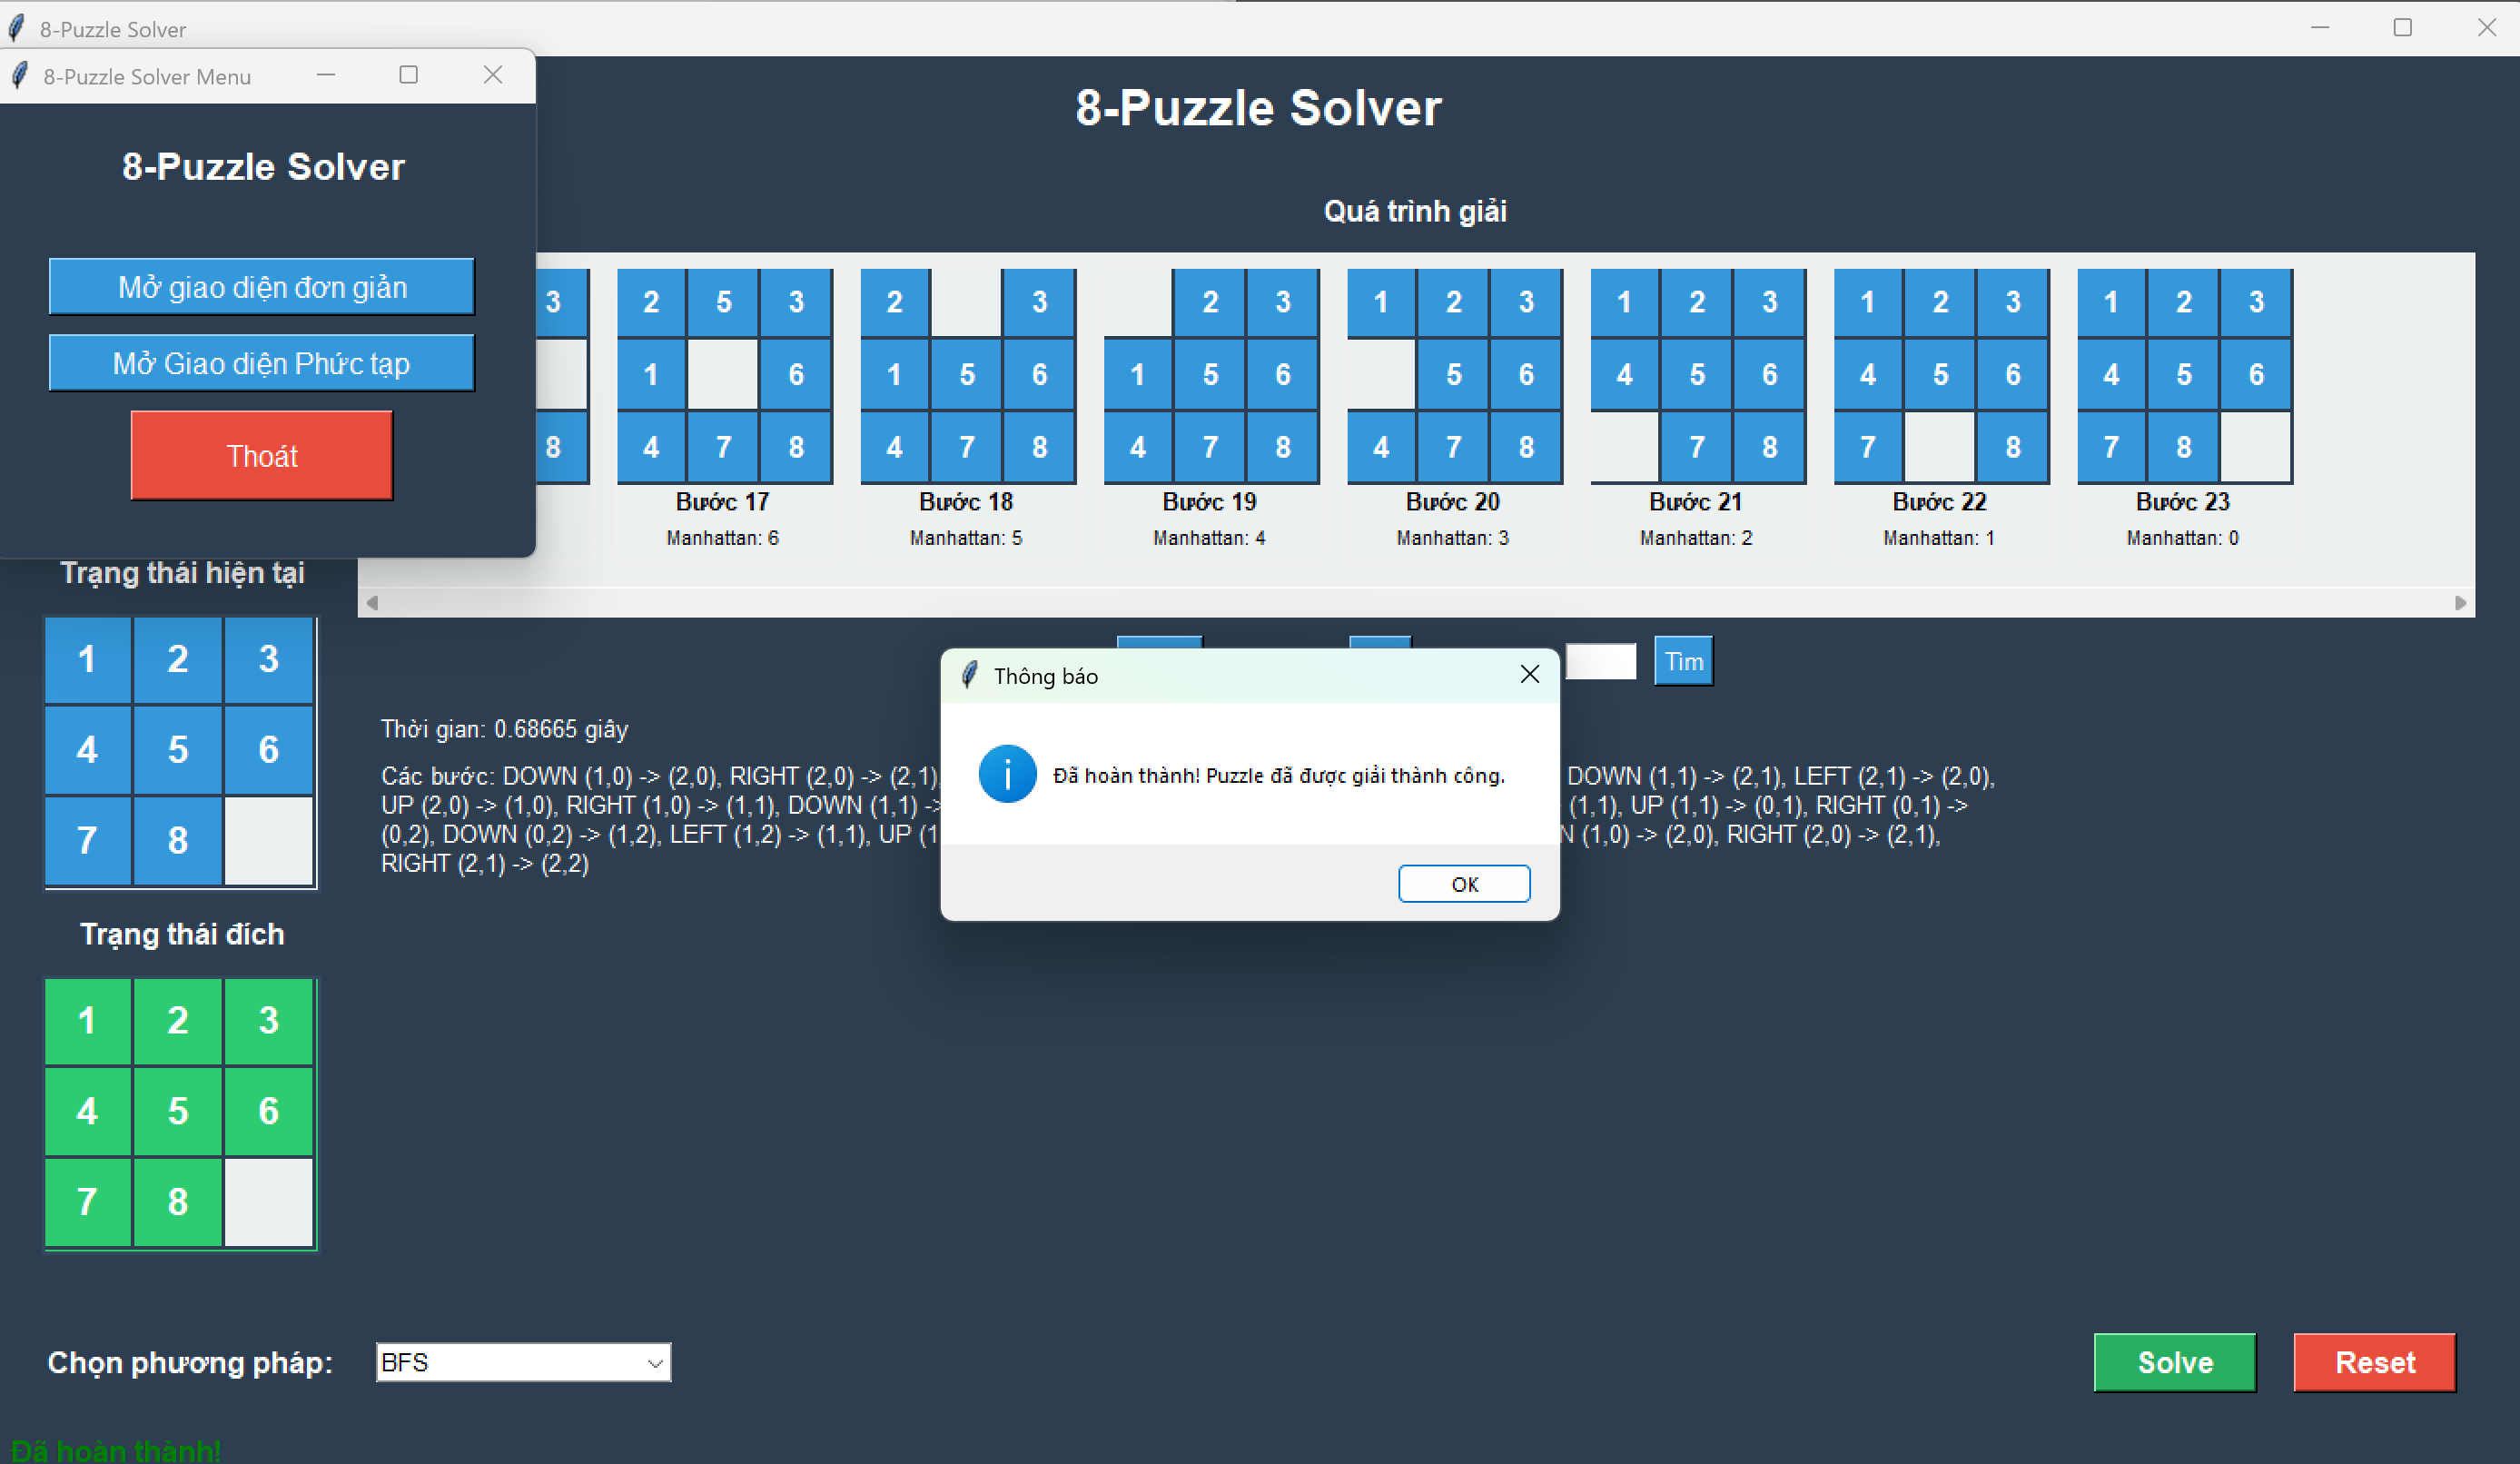 8-Puzzle Solver
8-Puzzle Solver Menu
8-Puzzle Solver
Mở giao diện đơn giản
Mở Giao diện Phức tạp
Thoát
8-Puzzle Solver
Quá trình giải
3
8
2 5 3
1 6
4 7 8
Bước 17
Manhattan: 6
2 3
1 5 6
4 7 8
Bước 18
Manhattan: 5
2 3
1 5 6
4 7 8
Bước 19
Manhattan: 4
1 2 3
5 6
4 7 8
Bước 20
Manhattan: 3
1 2 3
4 5 6
7 8
Bước 21
Manhattan: 2
1 2 3
4 5 6
7 8
Bước 22
Manhattan: 1
1 2 3
4 5 6
7 8
Bước 23
Manhattan: 0
Trạng thái hiện tại
1 2 3
4 5 6
7 8
Tìm
Thời gian: 0.68665 giây
Các bước: DOWN (1,0) -> (2,0), RIGHT (2,0) -> (2,1), DOWN (1,1) -> (2,1), LEFT (2,1) -> (2,0),
UP (2,0) -> (1,0), RIGHT (1,0) -> (1,1), DOWN (1,1) -> (1,1), UP (1,1) -> (0,1), RIGHT (0,1) ->
(0,2), DOWN (0,2) -> (1,2), LEFT (1,2) -> (1,1), UP (1 N (1,0) -> (2,0), RIGHT (2,0) -> (2,1),
RIGHT (2,1) -> (2,2)
Thông báo
Đã hoàn thành! Puzzle đã được giải thành công.
OK
Trạng thái đích
1 2 3
4 5 6
7 8
Chọn phương pháp:
BFS
Solve
Reset
Đã hoàn thành!